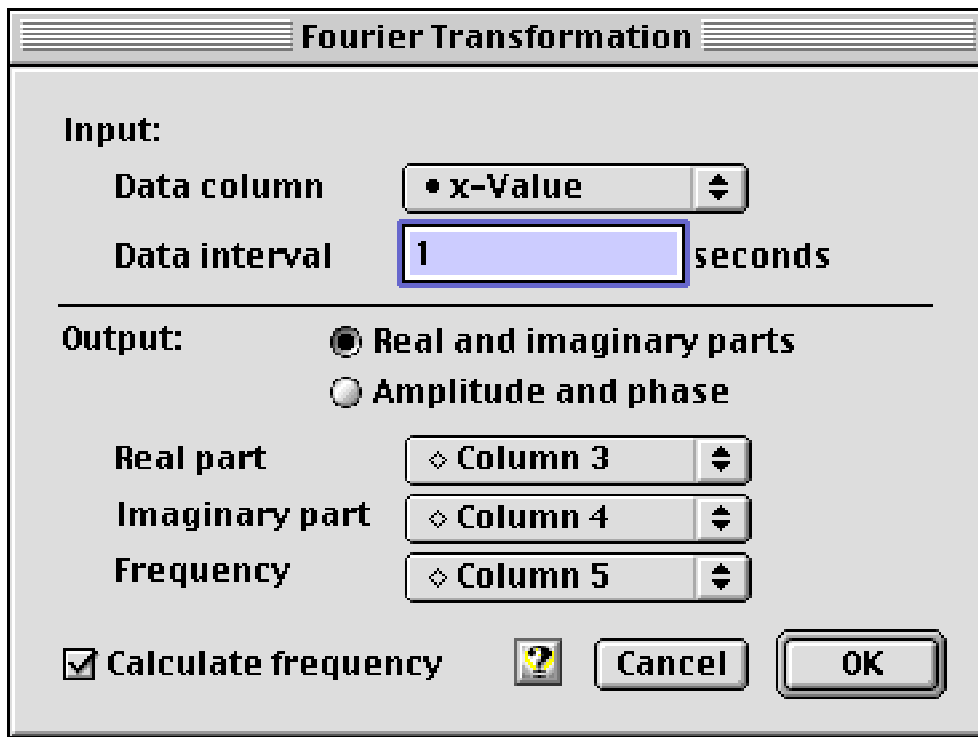 Fourier Transformation
Input:
Data column • x-Value
Data interval 1 seconds
Output: Real and imaginary parts
Amplitude and phase
Real part ◇ Column 3
Imaginary part ◇ Column 4
Frequency ◇ Column 5
Calculate frequency ? Cancel OK